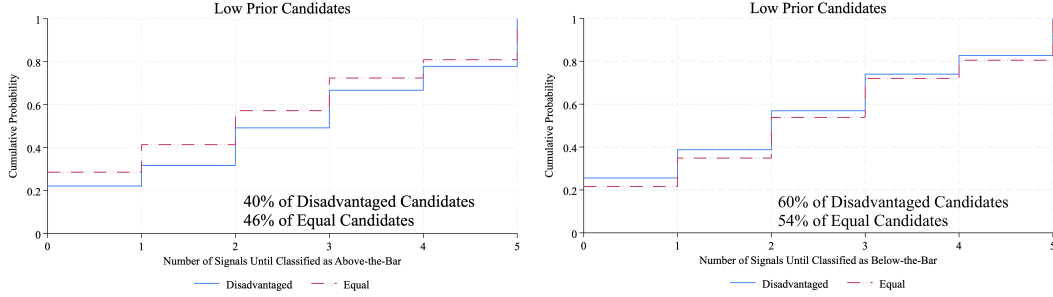 Low Prior Candidates
1
0.8
0.6
0.4
0.2
0
Cumulative Probability
40% of Disadvantaged Candidates
46% of Equal Candidates
0 1 2 3 4 5
Number of Signals Until Classified as Above-the-Bar
Disadvantaged Equal
Low Prior Candidates
1
0.8
0.6
0.4
0.2
0
Cumulative Probability
60% of Disadvantaged Candidates
54% of Equal Candidates
0 1 2 3 4 5
Number of Signals Until Classified as Below-the-Bar
Disadvantaged Equal